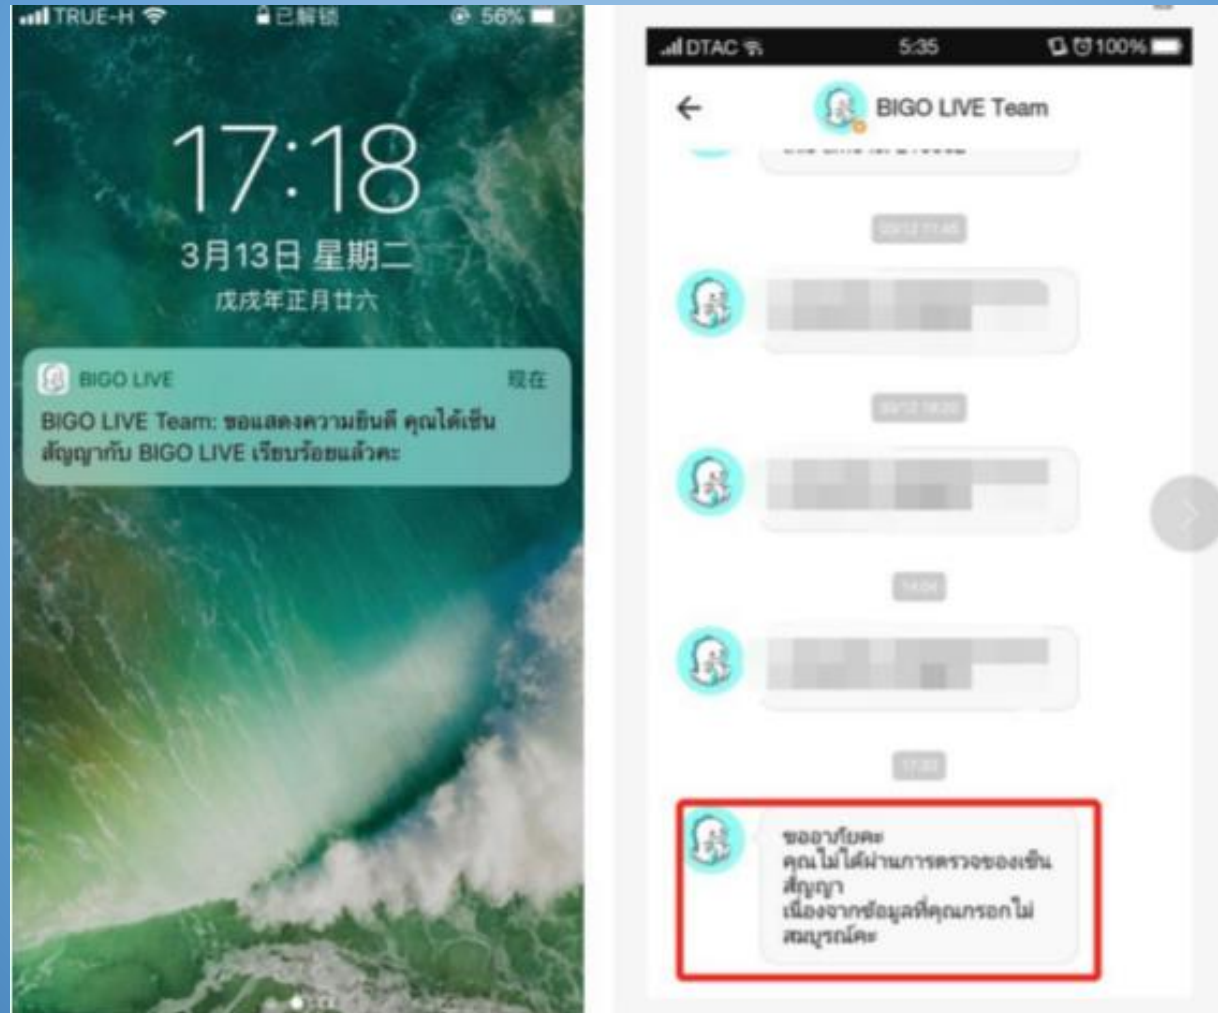 TRUE-H
已解锁
56%
17:18
3月13日 星期二
戊戌年正月廿六
BIGO LIVE
现在
BIGO LIVE Team: ขอแสดงความยินดี คุณได้เซ็น
สัญญากับ BIGO LIVE เรียบร้อยแล้วคะ
DTAC
5:35
100%
BIGO LIVE Team
14:04
ขออาภัยคะ
คุณไม่ได้ผ่านการตรวจของเซ็น
สัญญา
เนื่องจากข้อมูลที่คุณกรอกไม่
สมบูรณ์คะ